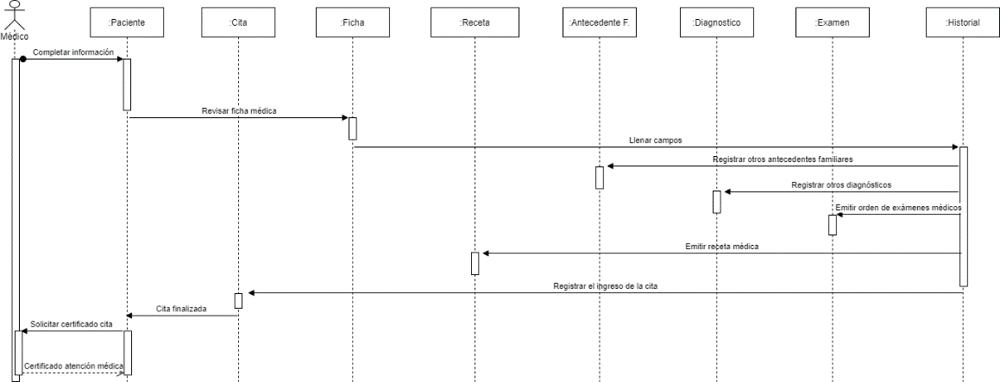 Médico
:Paciente
:Cita
:Ficha
:Receta
:Antecedente F.
:Diagnostico
:Examen
:Historial
Completar información
Revisar ficha médica
Llenar campos
Registrar otros antecedentes familiares
Registrar otros diagnósticos
Emitir orden de exámenes médicos
Emitir receta médica
Registrar el ingreso de la cita
Cita finalizada
Solicitar certificado cita
Certificado atención médica